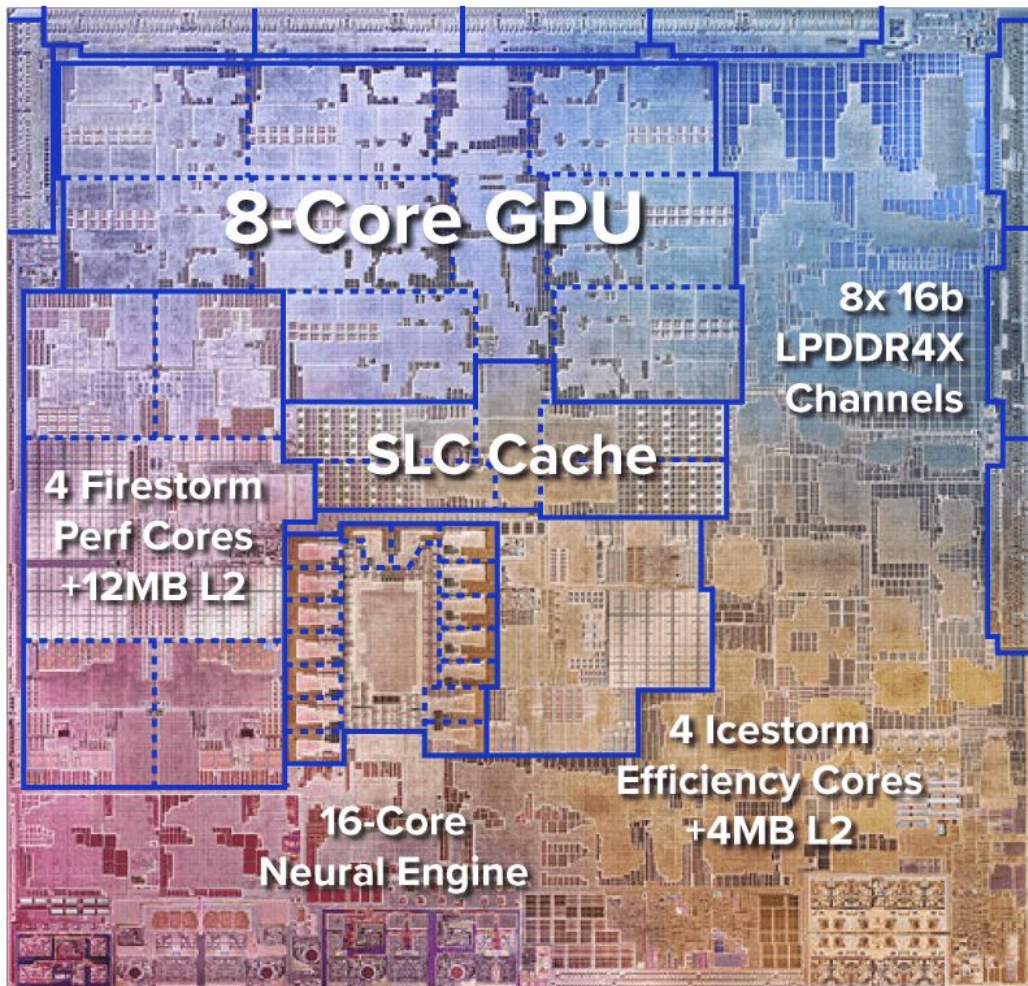 8-Core GPU
8x 16b
LPDDR4X
Channels
SLC Cache
4 Firestorm
Perf Cores
+12MB L2
4 Icestorm
Efficiency Cores
+4MB L2
16-Core
Neural Engine